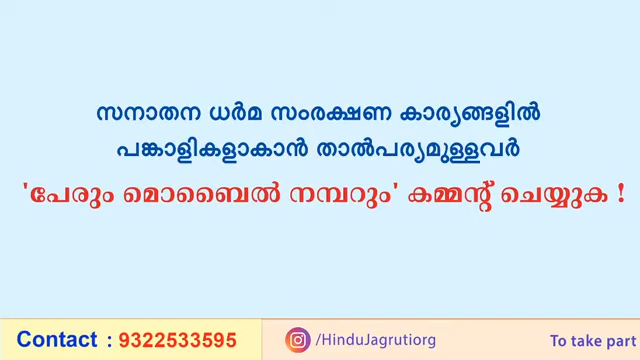 സനാതന ധർമ സംരക്ഷണ കാര്യങ്ങളിൽ
പങ്കാളികളാകാൻ താൽപര്യമുള്ളവർ
'പേരും മൊബൈൽ നമ്പറും' കമ്മന്റ് ചെയ്യുക !
Contact : 9322533595 /HinduJagrutiorg To take part